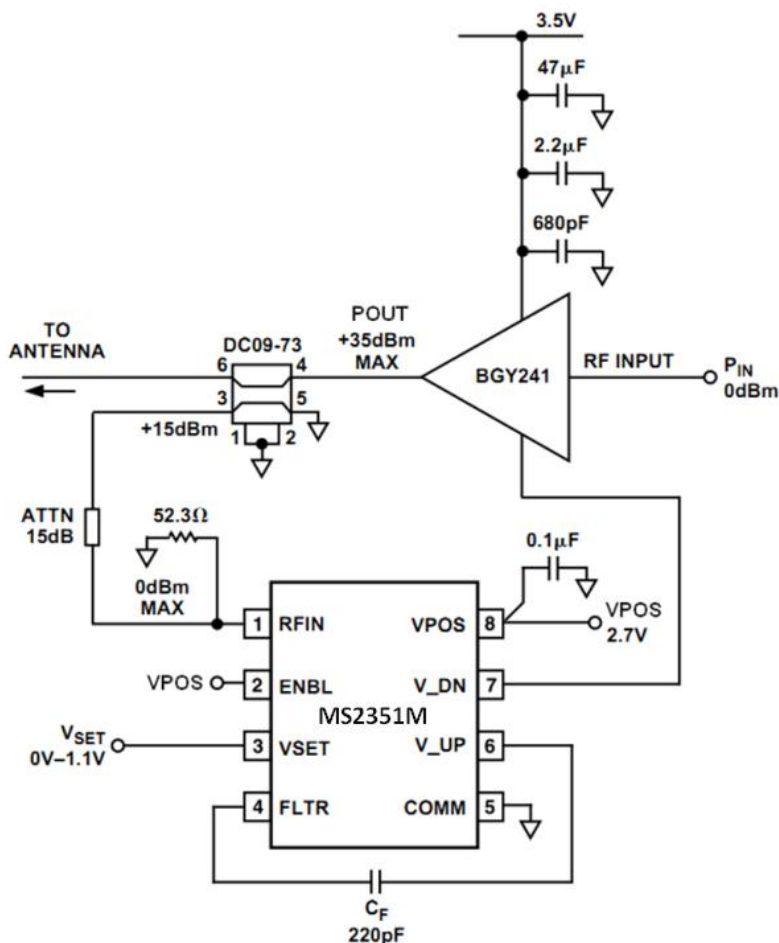 3.5V
47µF
2.2µF
680pF
TO
ANTENNA
DC09-73
POUT
+35dBm
MAX
BGY241
RF INPUT
P_IN
0dBm
6
4
3
5
+15dBm
1
2
ATTN
15dB
52.3Ω
0dBm
MAX
0.1µF
1
RFIN
VPOS
8
VPOS
2.7V
VPOS
2
ENBL
V_DN
7
MS2351M
V_SET
0V–1.1V
3
VSET
V_UP
6
4
FLTR
COMM
5
C_F
220pF